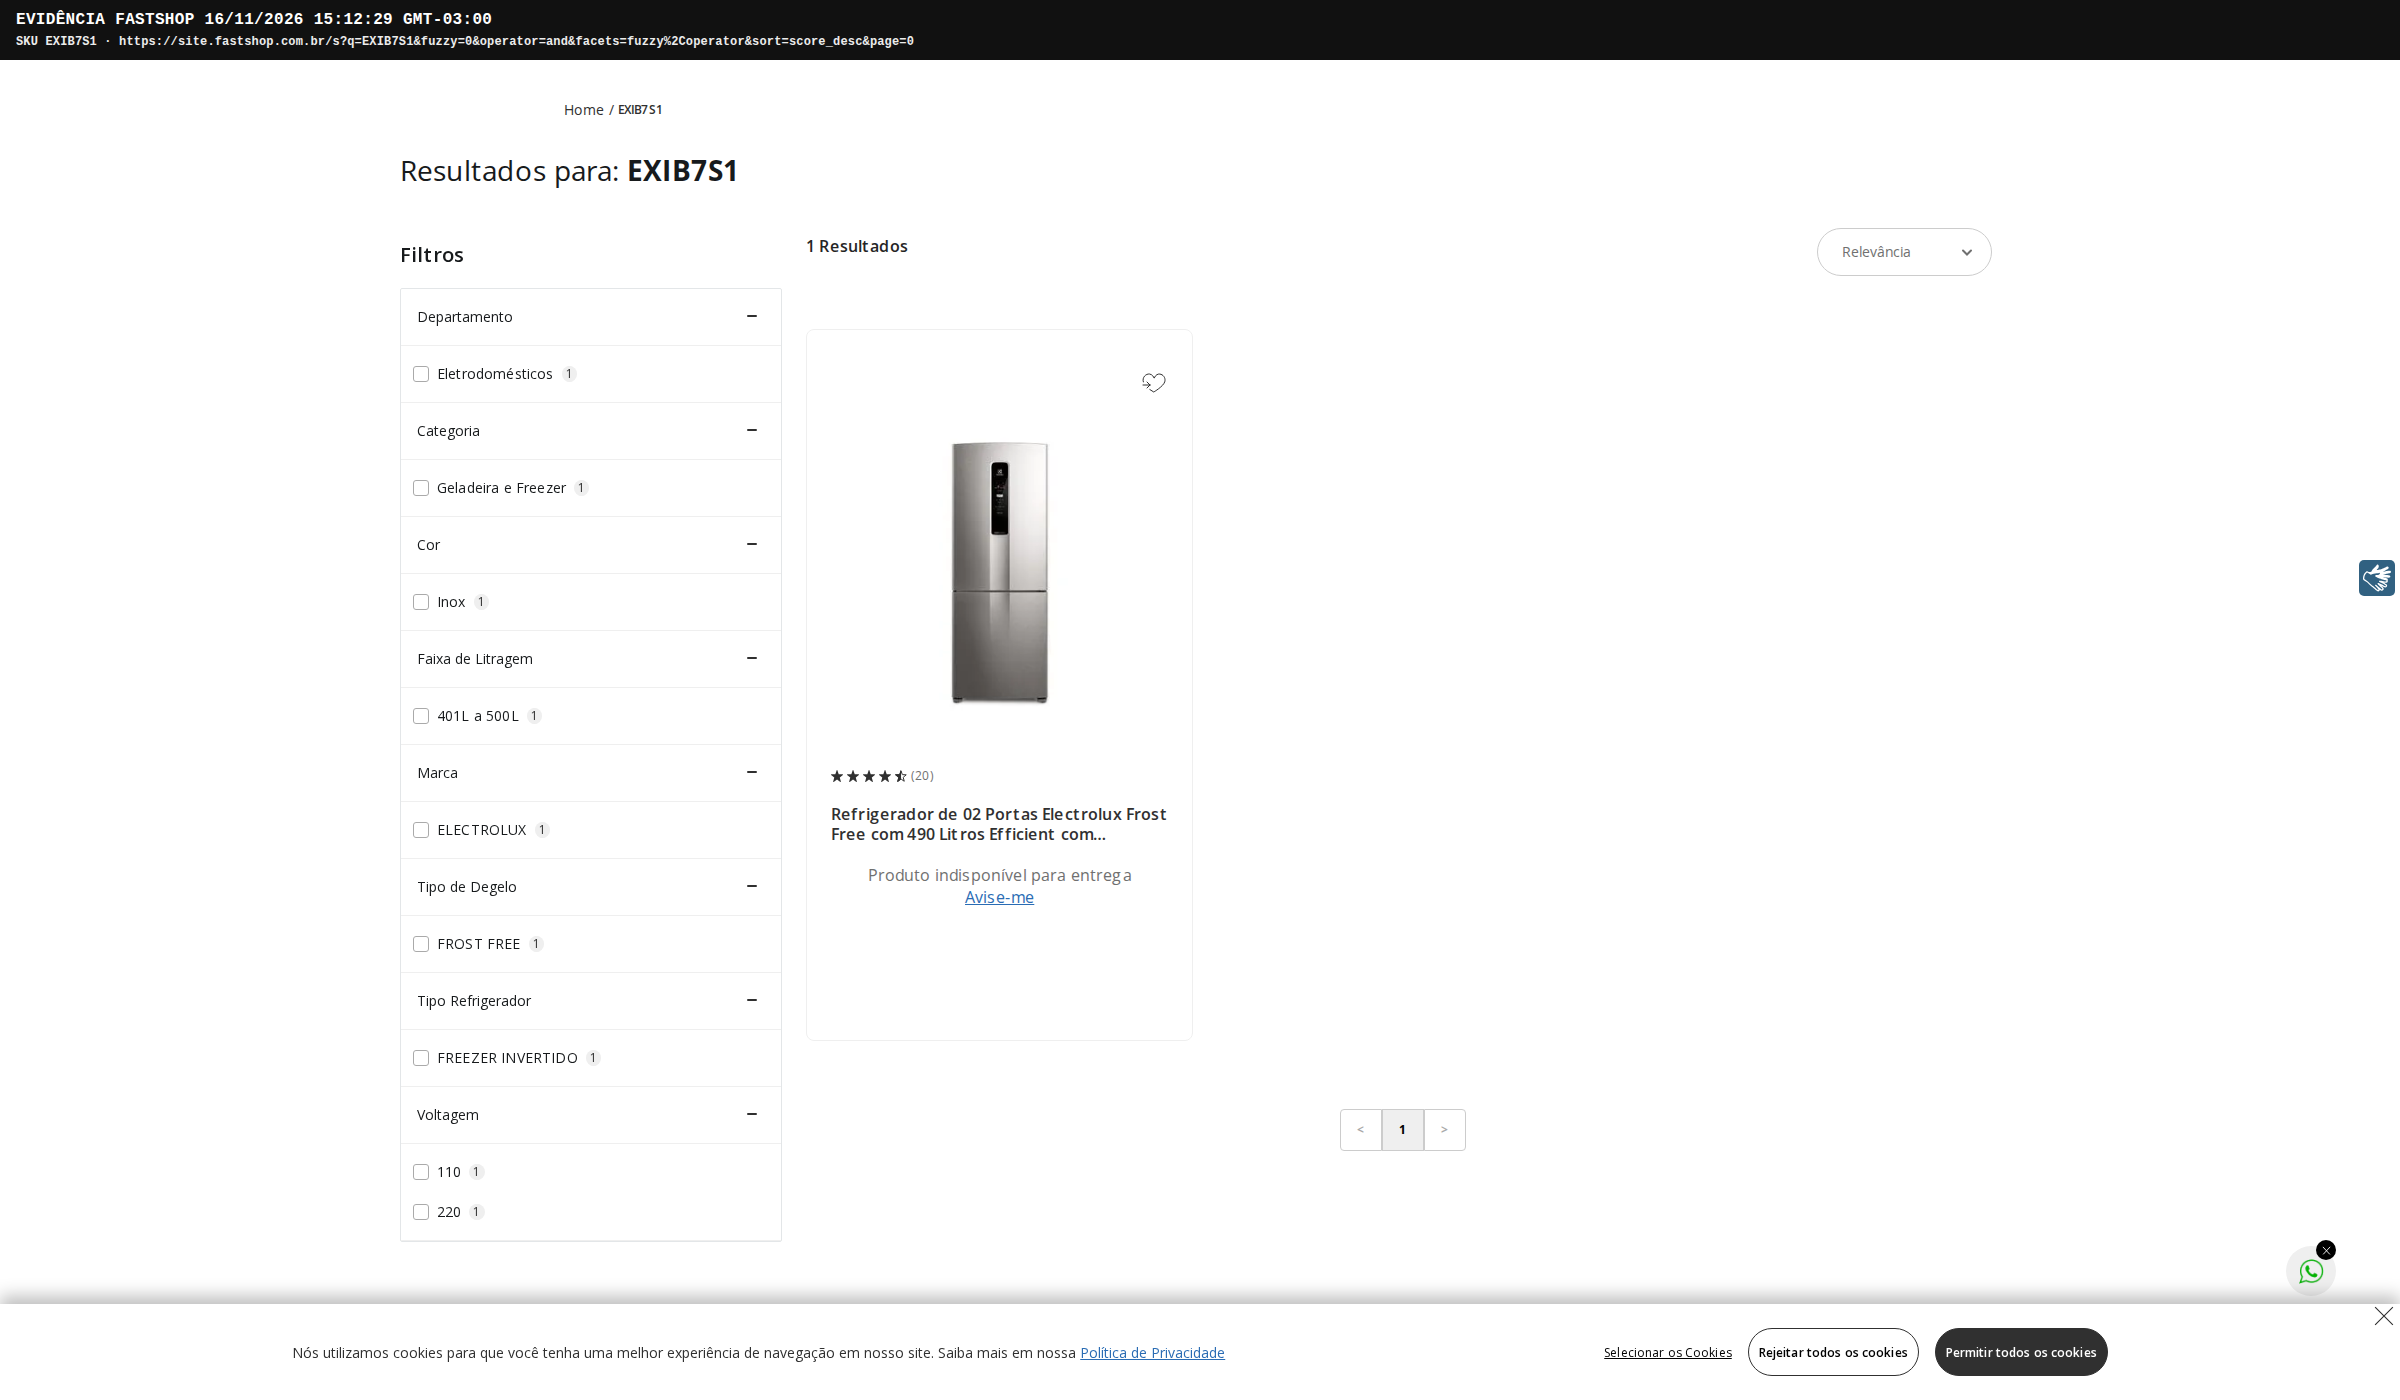 EVIDÊNCIA FASTSHOP 16/11/2026 15:12:29 GMT-03:00
SKU EXIB7S1 · https://site.fastshop.com.br/s?q=EXIB7S1&fuzzy=0&operator=and&facets=fuzzy%2Coperator&sort=score_desc&page=0
Home / EXIB7S1
Resultados para: EXIB7S1
Filtros
1 Resultados
Relevância
Departamento
Eletrodomésticos 1
Categoria
Geladeira e Freezer 1
Cor
Inox 1
Faixa de Litragem
401L a 500L 1
Marca
ELECTROLUX 1
Tipo de Degelo
FROST FREE 1
Tipo Refrigerador
FREEZER INVERTIDO 1
Voltagem
110 1
220 1
(20)
Refrigerador de 02 Portas Electrolux Frost
Free com 490 Litros Efficient com...
Produto indisponível para entrega
Avise-me
< 1 >
Nós utilizamos cookies para que você tenha uma melhor experiência de navegação em nosso site. Saiba mais em nossa Política de Privacidade
Selecionar os Cookies
Rejeitar todos os cookies
Permitir todos os cookies